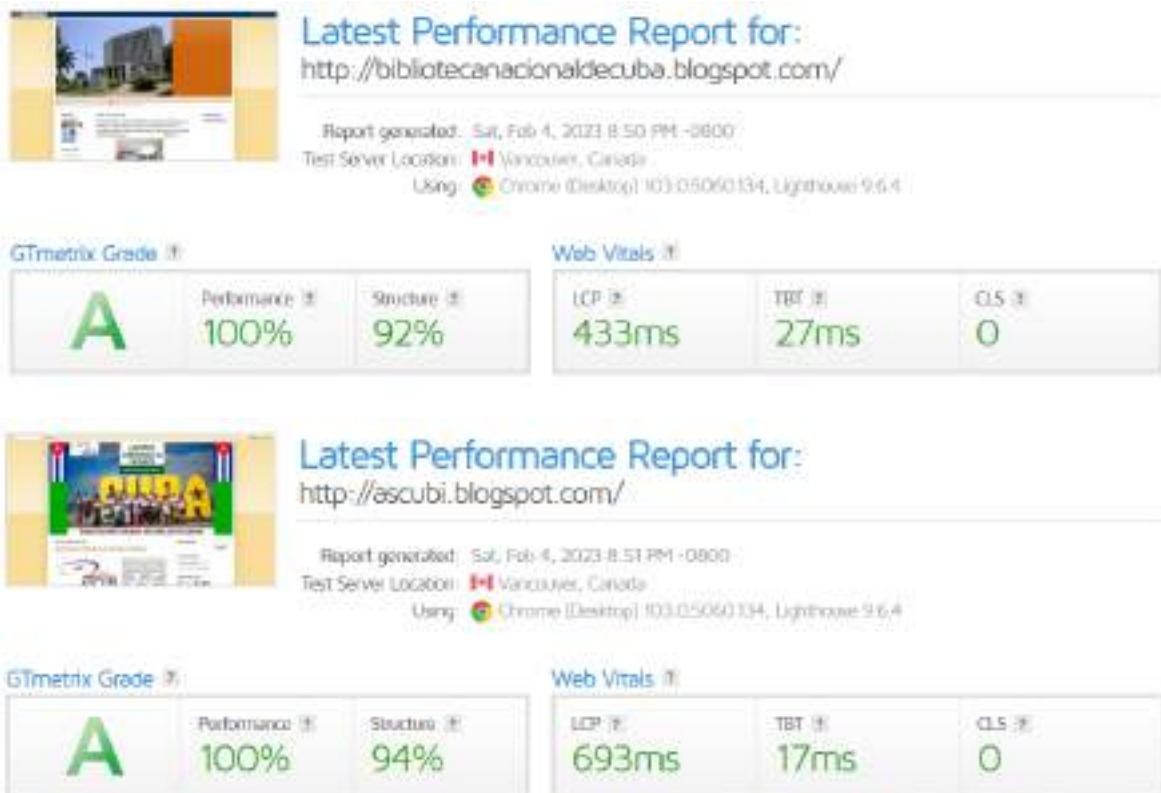 Latest Performance Report for:
http://bibliotecanacionaldecuba.blogspot.com/
Report generated: Sat, Feb 4, 2023 8:50 PM -0800
Test Server Location: Vancouver, Canada
Using: Chrome (Desktop) 103.0.5060.134, Lighthouse 9.6.4
GTmetrix Grade ?
Web Vitals ?
A
Performance ?
100%
Structure ?
92%
LCP ?
433ms
TBT ?
27ms
CLS ?
0
CUBA
Latest Performance Report for:
http://ascubi.blogspot.com/
Report generated: Sat, Feb 4, 2023 8:51 PM -0800
Test Server Location: Vancouver, Canada
Using: Chrome (Desktop) 103.0.5060.134, Lighthouse 9.6.4
GTmetrix Grade ?
Web Vitals ?
A
Performance ?
100%
Structure ?
94%
LCP ?
693ms
TBT ?
17ms
CLS ?
0